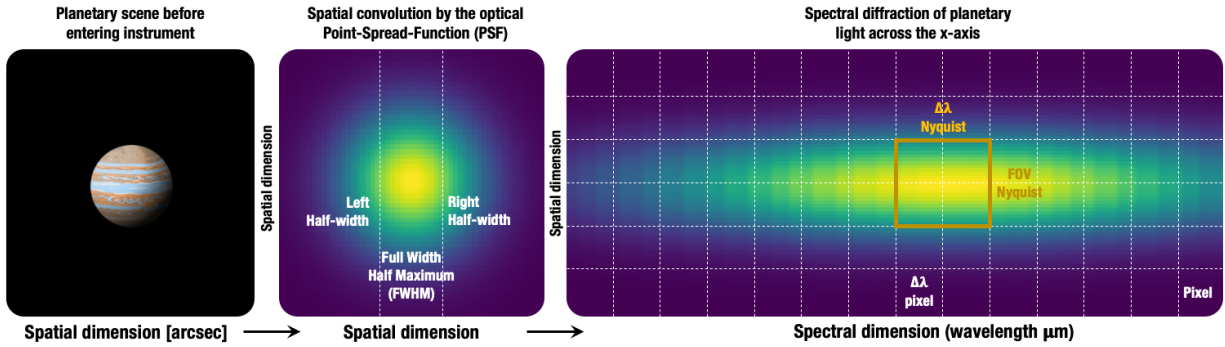 Planetary scene before
entering instrument
Spatial dimension [arcsec]
Spatial convolution by the optical
Point-Spread-Function (PSF)
Spatial dimension
Left
Half-width
Right
Half-width
Full Width
Half Maximum
(FWHM)
Spatial dimension
Spectral diffraction of planetary
light across the x-axis
Spatial dimension
Δλ
Nyquist
FOV
Nyquist
Δλ
pixel
Pixel
Spectral dimension (wavelength μm)